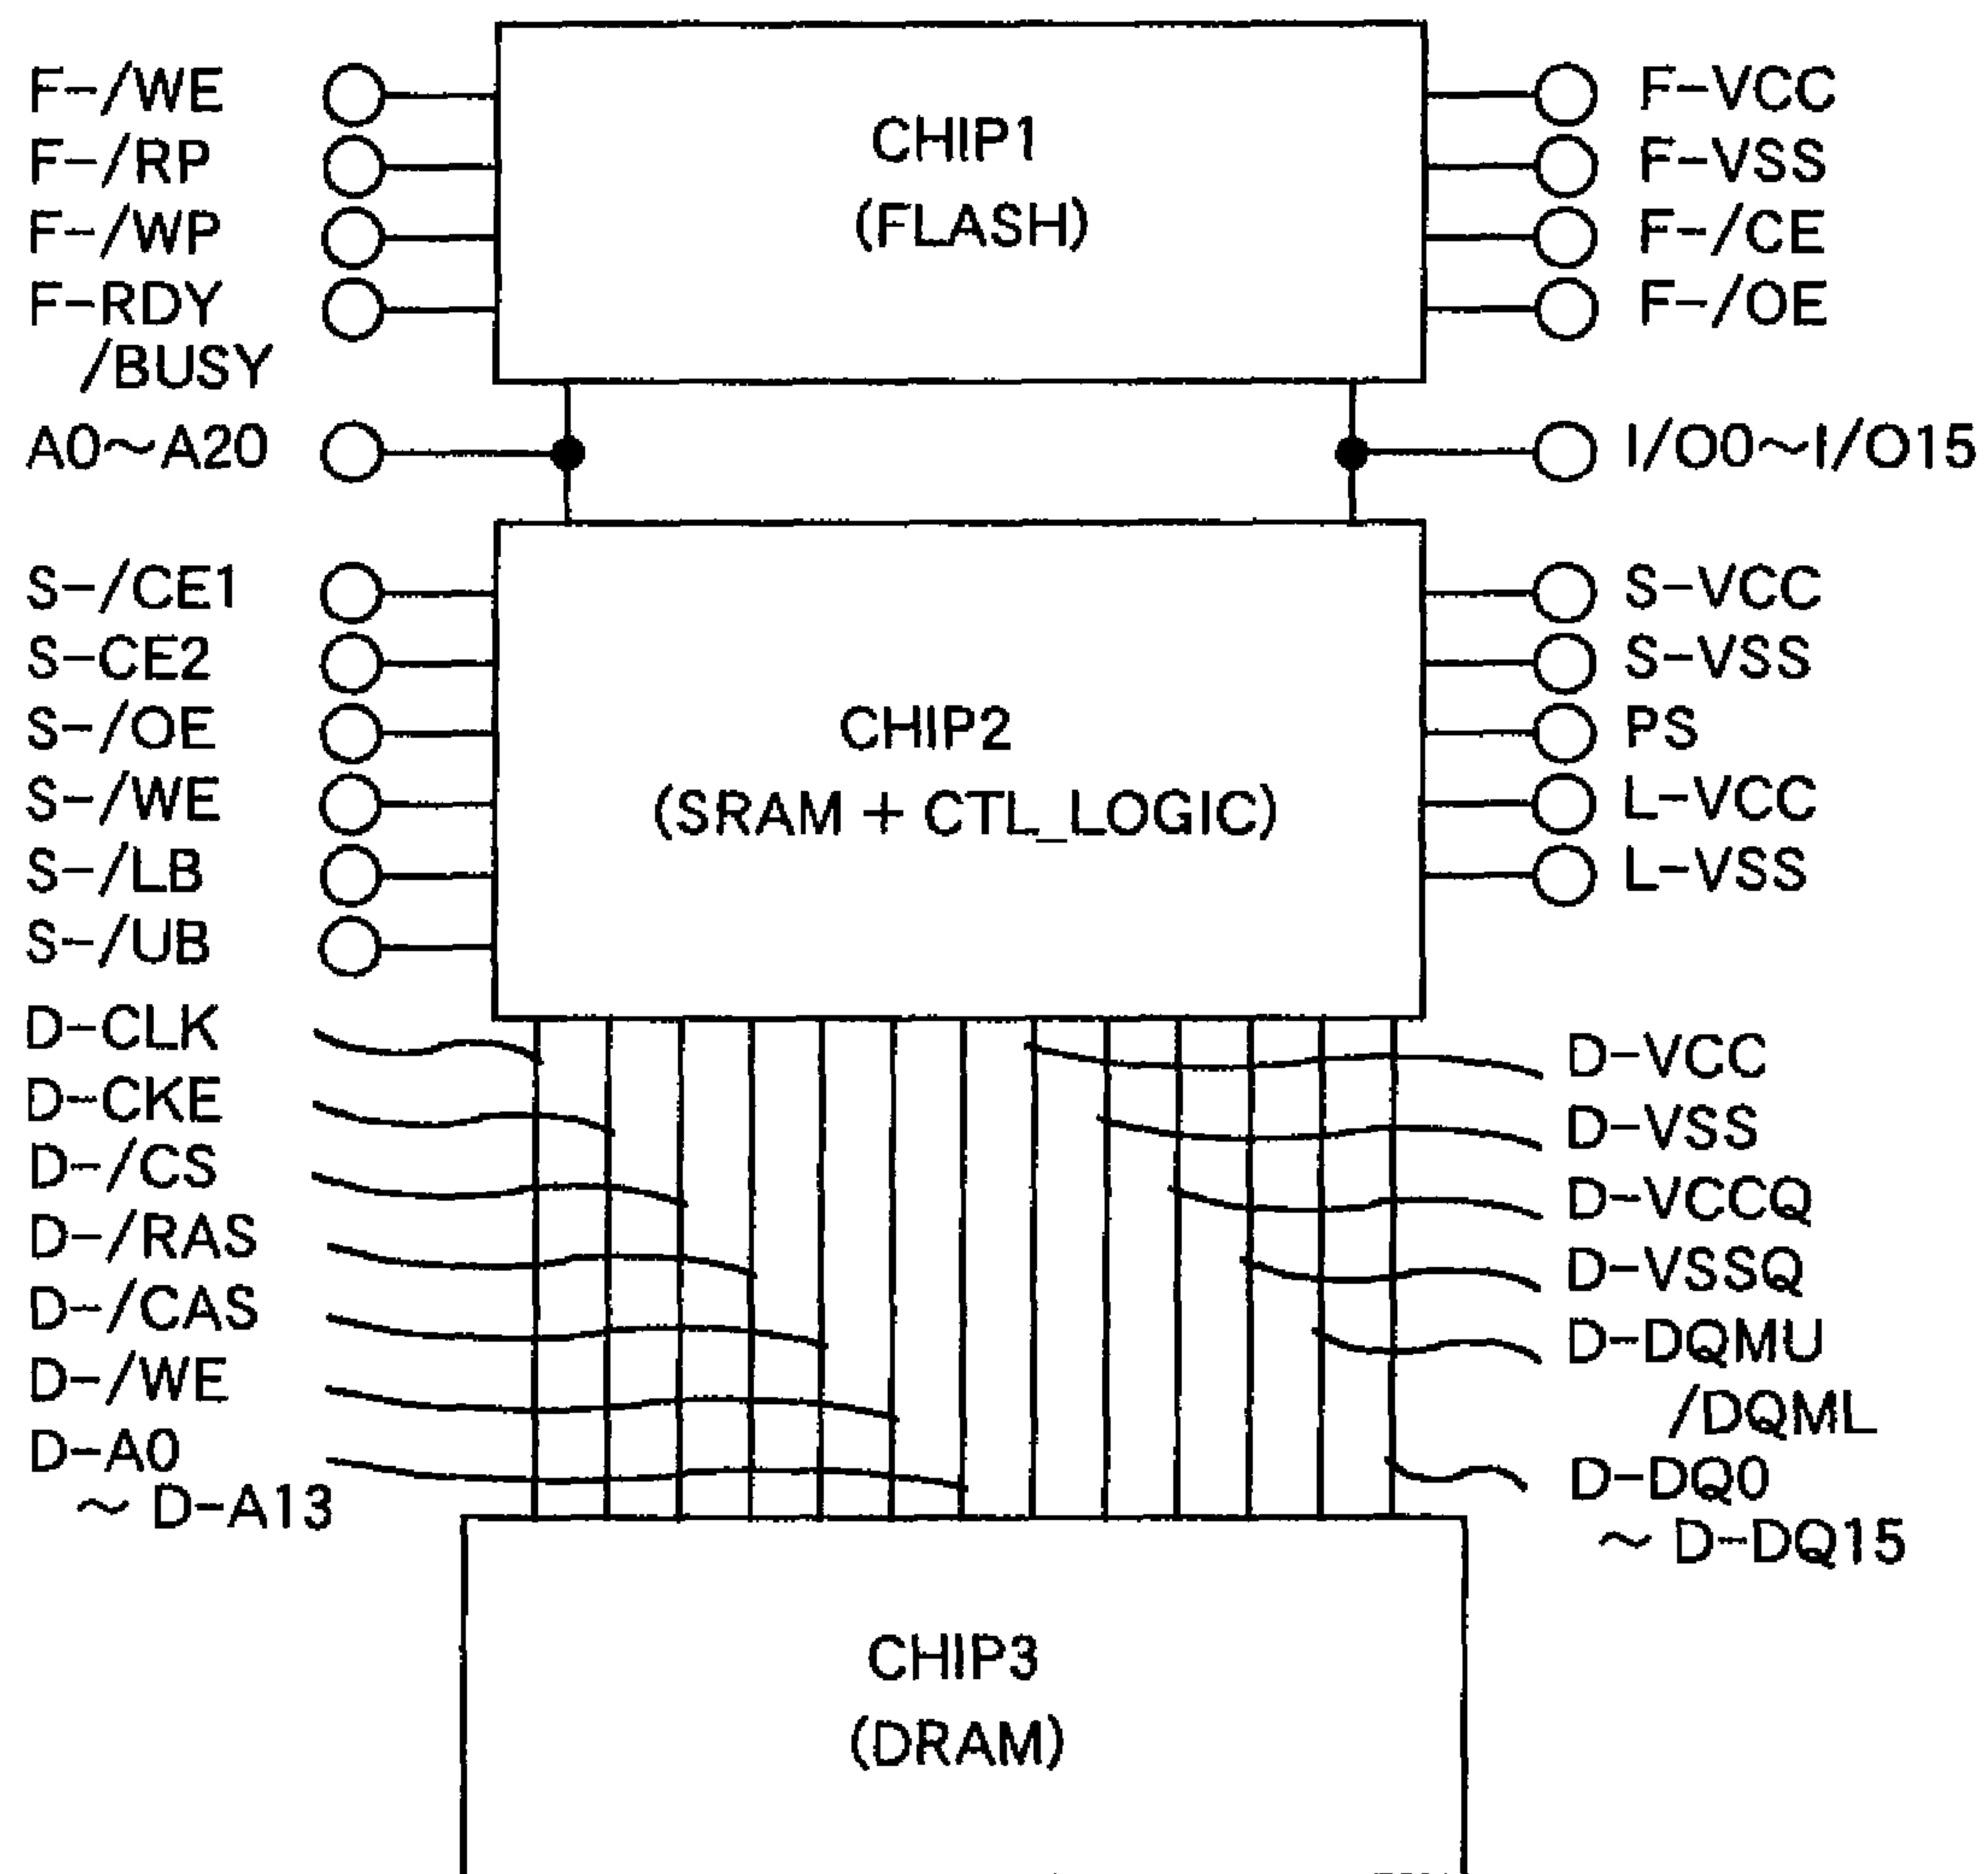 F-/WE
F-/RP
F-/WP
F-RDY
/BUSY
A0~A20
CHIP1
(FLASH)
F-VCC
F-VSS
F-/CE
F-/OE
I/O0~I/O15
S-/CE1
S-CE2
S-/OE
S-/WE
S-/LB
S-/UB
CHIP2
(SRAM + CTL_LOGIC)
S-VCC
S-VSS
PS
L-VCC
L-VSS
D-CLK
D-CKE
D-/CS
D-/RAS
D-/CAS
D-/WE
D-A0
~ D-A13
D-VCC
D-VSS
D-VCCQ
D-VSSQ
D-DQMU
/DQML
D-DQ0
~ D-DQ15
CHIP3
(DRAM)